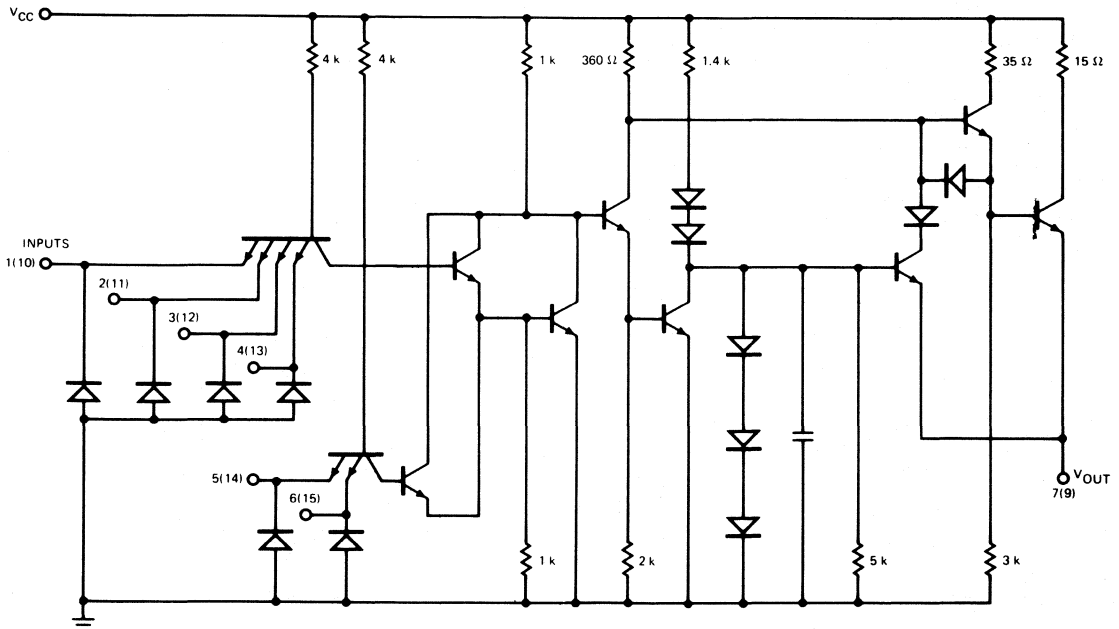 VCC
4 k
4 k
1 k
360 Ω
1.4 k
35 Ω
15 Ω
INPUTS
1(10)
2(11)
3(12)
4(13)
5(14)
6(15)
VOUT
7(9)
1 k
2 k
5 k
3 k